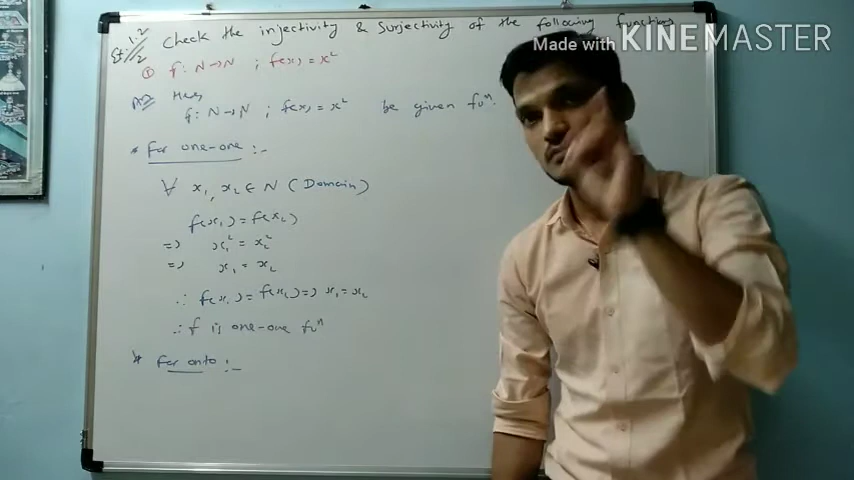 Ex: 1.2 // 2 Check the injectivity & Surjectivity of the following functions
Made with KINEMASTER
① f: N→N ; f(x) = x²
Ans Here,
f: N→N ; f(x) = x² be given fuⁿ.
* For one-one :-
∀ x₁, x₂ ∈ N (Domain)
f(x₁) = f(x₂)
=> x₁² = x₂²
=> x₁ = x₂
∴ f(x₁) = f(x₂) => x₁ = x₂
∴ f is one-one fuⁿ
* For onto :-